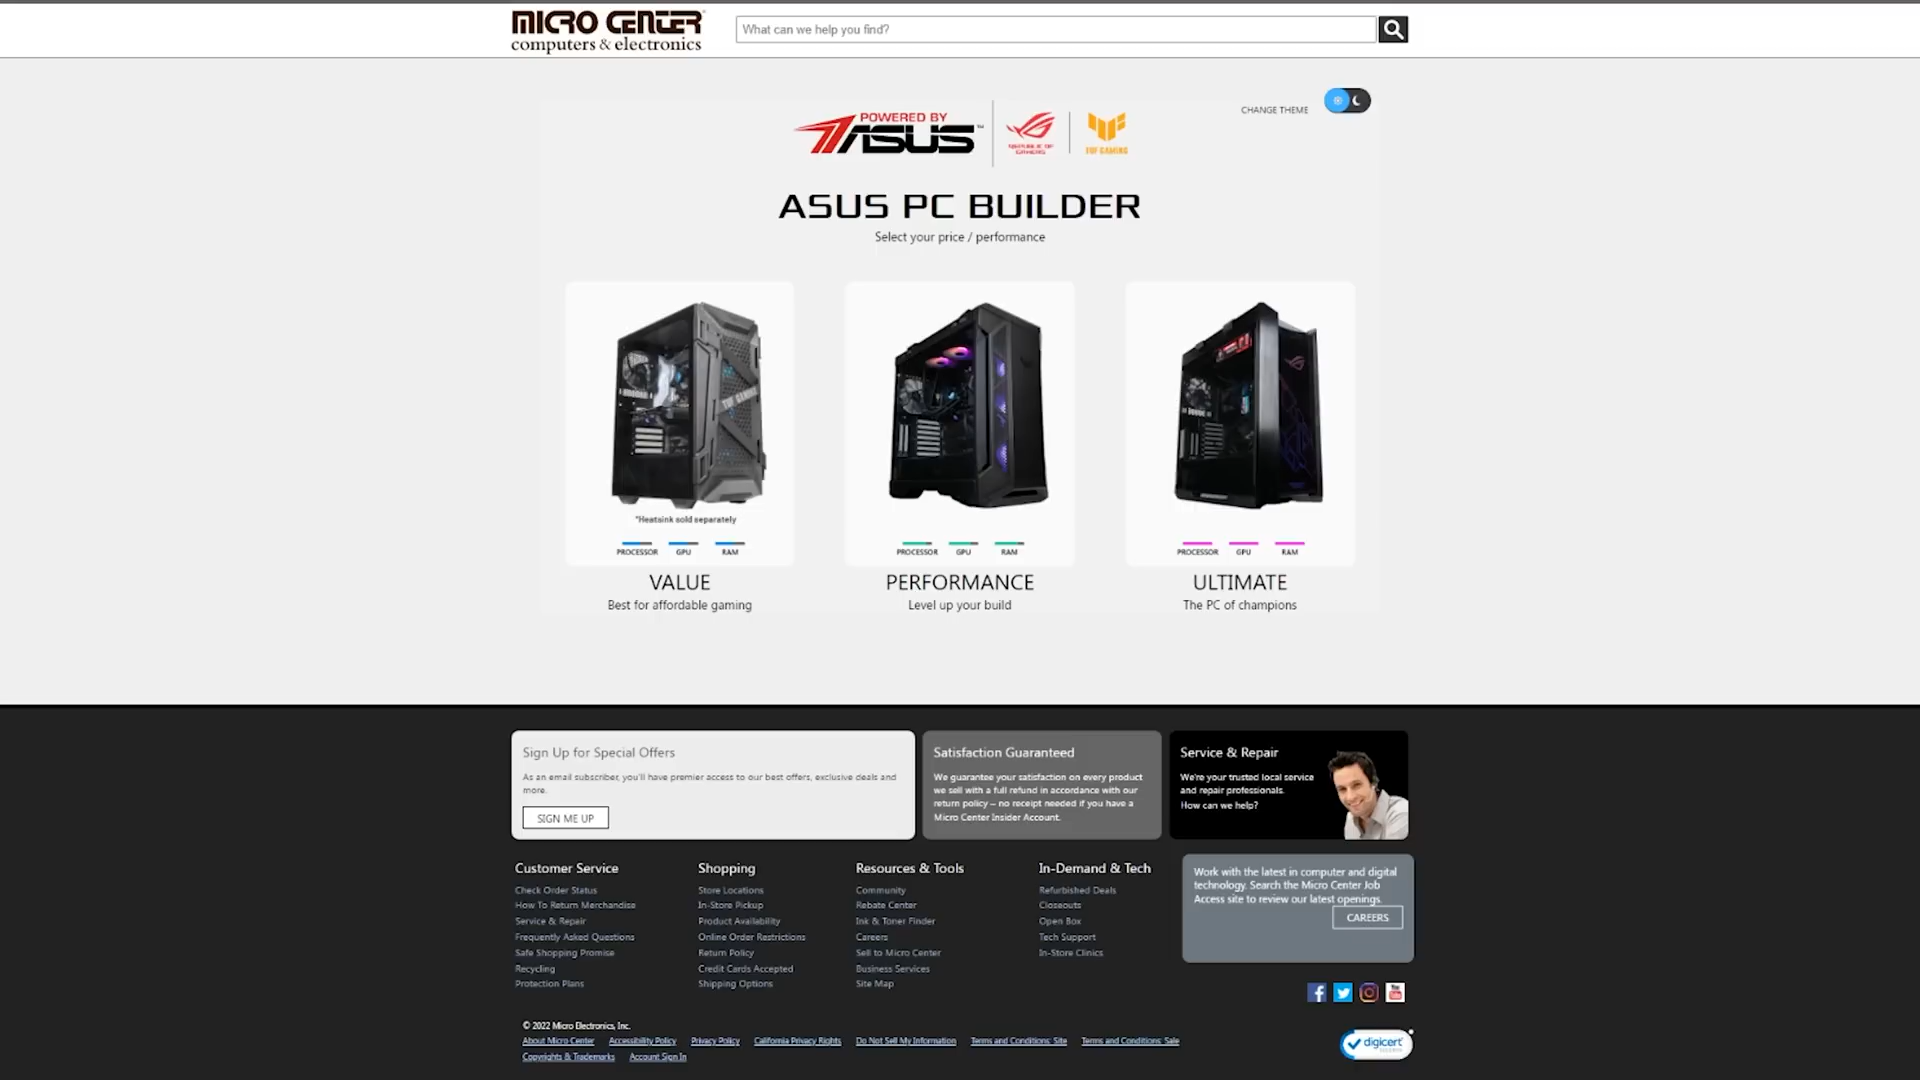 MICRO CENTER
computers & electronics
What can we help you find?
CHANGE THEME
POWERED BY
ASUS
REPUBLIC OF
GAMERS
TUF GAMING
ASUS PC BUILDER
Select your price / performance
TUF GAMING
*Heatsink sold separately
PROCESSOR GPU RAM
VALUE
Best for affordable gaming
PROCESSOR GPU RAM
PERFORMANCE
Level up your build
PROCESSOR GPU RAM
ULTIMATE
The PC of champions
Sign Up for Special Offers
As an email subscriber, you'll have premier access to our best offers, exclusive deals and
more.
SIGN ME UP
Satisfaction Guaranteed
We guarantee your satisfaction on every product
we sell with a full refund in accordance with our
return policy – no receipt needed if you have a
Micro Center Insider Account.
Service & Repair
We're your trusted local service
and repair professionals.
How can we help?
Customer Service
Check Order Status
How To Return Merchandise
Service & Repair
Frequently Asked Questions
Safe Shopping Promise
Recycling
Protection Plans
Shopping
Store Locations
In-Store Pickup
Product Availability
Online Order Restrictions
Return Policy
Credit Cards Accepted
Shipping Options
Resources & Tools
Community
Rebate Center
Ink & Toner Finder
Careers
Sell to Micro Center
Business Services
Site Map
In-Demand & Tech
Refurbished Deals
Closeouts
Open Box
Tech Support
In-Store Clinics
Work with the latest in computer and digital
technology. Search the Micro Center Job
Access site to review our latest openings.
CAREERS
© 2022 Micro Electronics, Inc.
About Micro Center Accessibility Policy Privacy Policy California Privacy Rights Do Not Sell My Information Terms and Conditions: Site Terms and Conditions: Sale
Copyrights & Trademarks Account Sign In
digicert